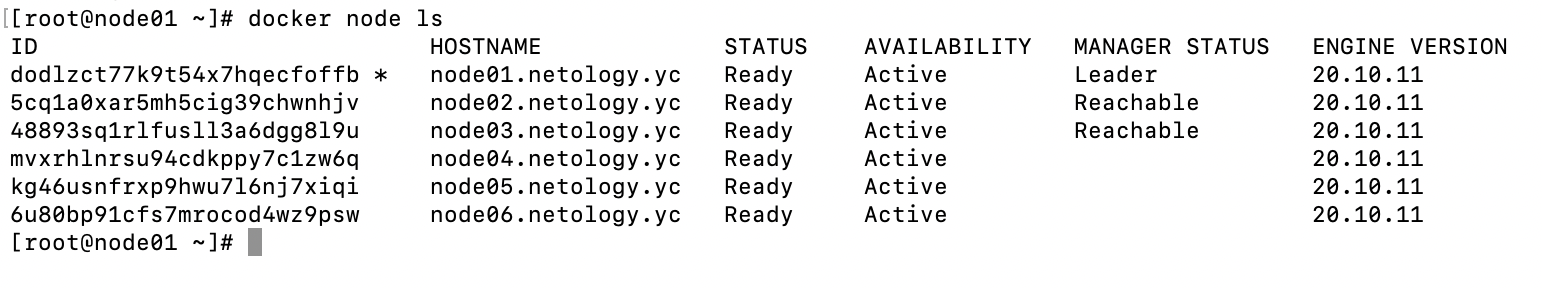 [root@node01 ~]# docker node ls
ID                            HOSTNAME             STATUS    AVAILABILITY   MANAGER STATUS   ENGINE VERSION
dodlzct77k9t54x7hqecfoffb *   node01.netology.yc   Ready     Active         Leader           20.10.11
5cq1a0xar5mh5cig39chwnhjv     node02.netology.yc   Ready     Active         Reachable        20.10.11
48893sq1rlfusll3a6dgg8l9u     node03.netology.yc   Ready     Active         Reachable        20.10.11
mvxrhlnrsu94cdkppy7c1zw6q     node04.netology.yc   Ready     Active                          20.10.11
kg46usnfrxp9hwu7l6nj7xiqi     node05.netology.yc   Ready     Active                          20.10.11
6u80bp91cfs7mrocod4wz9psw     node06.netology.yc   Ready     Active                          20.10.11
[root@node01 ~]#